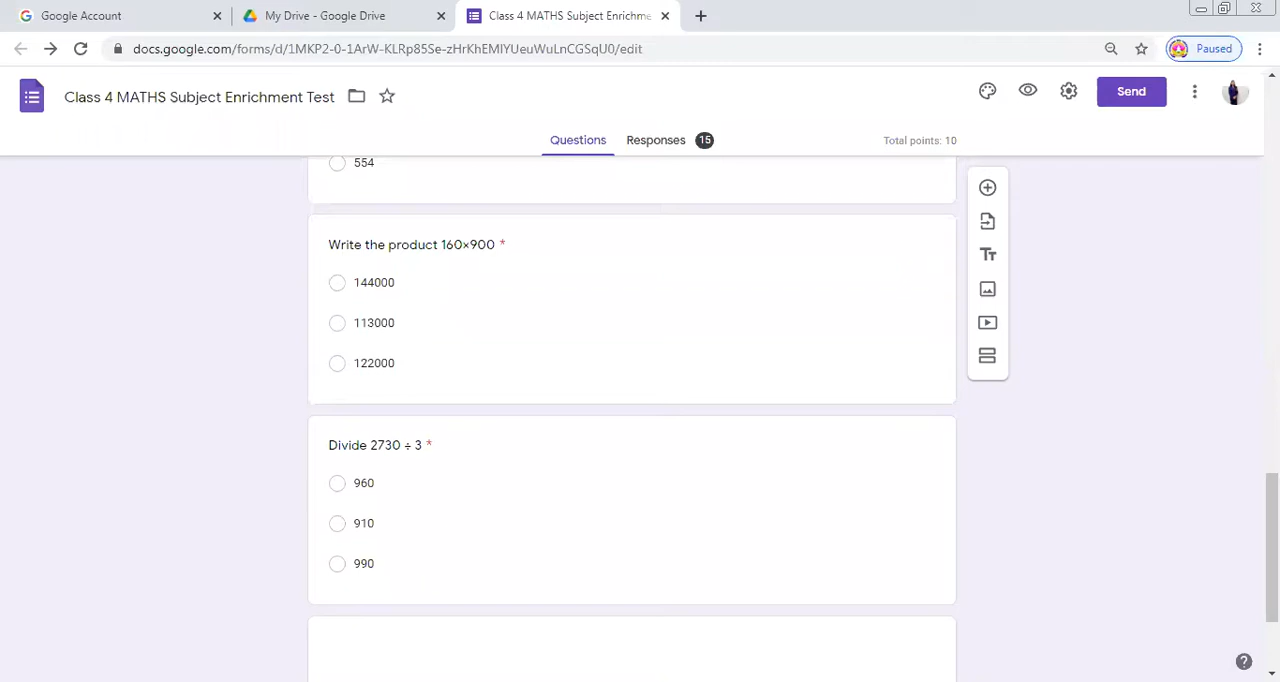 Google Account
My Drive - Google Drive
Class 4 MATHS Subject Enrichme
docs.google.com/forms/d/1MKP2-0-1ArW-KLRp85Se-zHrKhEMlYUeuWuLnCGSqU0/edit
Paused
Class 4 MATHS Subject Enrichment Test
Send
Questions
Responses 15
Total points: 10
554
Write the product 160×900 *
144000
113000
122000
Divide 2730 ÷ 3 *
960
910
990